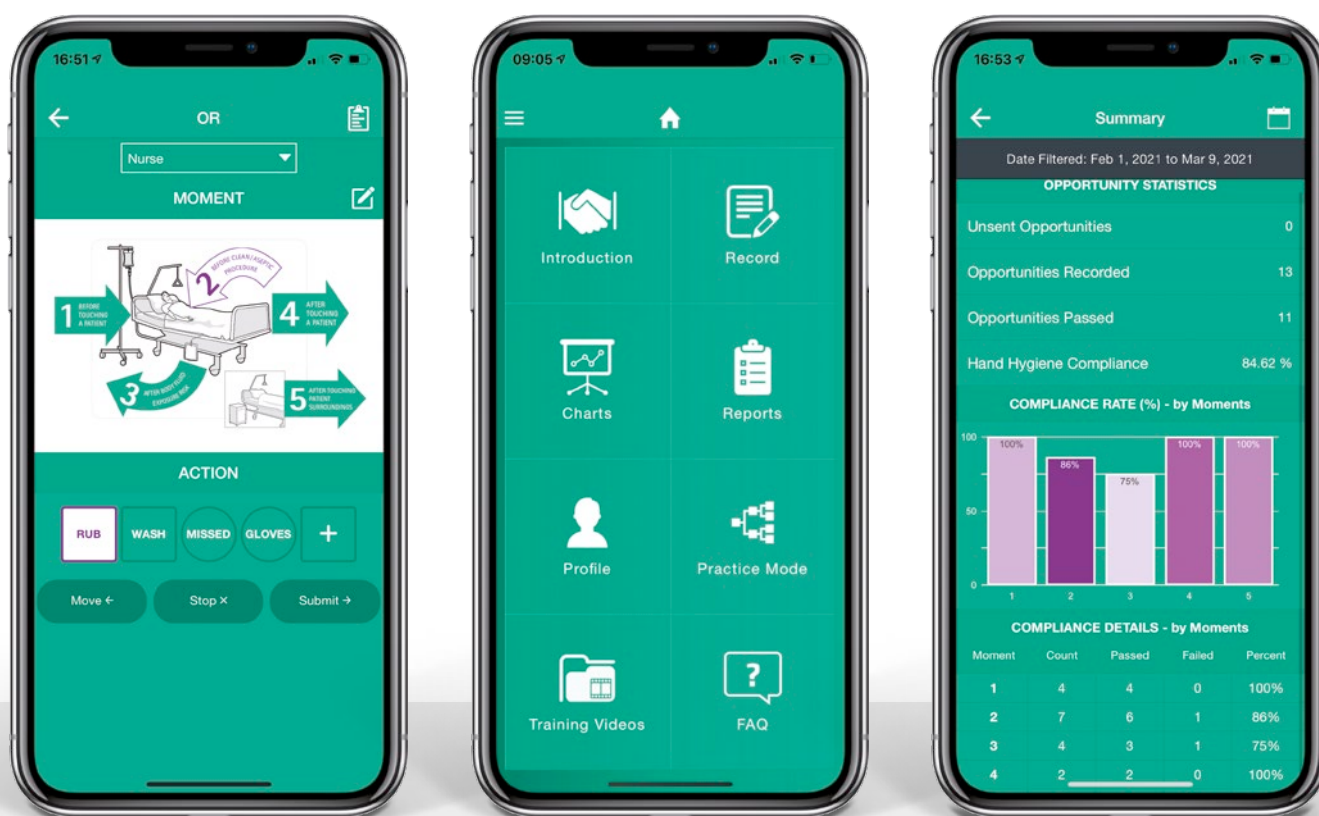 16:51
OR
Nurse
MOMENT
1 BEFORE
TOUCHING
A PATIENT
2 BEFORE CLEAN/ASEPTIC
PROCEDURE
3 AFTER BODY FLUID
EXPOSURE RISK
4 AFTER
TOUCHING
A PATIENT
5 AFTER TOUCHING
PATIENT
SURROUNDINGS
ACTION
RUB WASH MISSED GLOVES +
Move ← Stop × Submit →
09:05
Introduction Record
Charts Reports
Profile Practice Mode
Training Videos FAQ
16:53
Summary
Date Filtered: Feb 1, 2021 to Mar 9, 2021
OPPORTUNITY STATISTICS
Unsent Opportunities 0
Opportunities Recorded 13
Opportunities Passed 11
Hand Hygiene Compliance 84.62 %
COMPLIANCE RATE (%) - by Moments
100 100% 86% 75% 100% 100%
50
0
1 2 3 4 5
COMPLIANCE DETAILS - by Moments
Moment Count Passed Failed Percent
1 4 4 0 100%
2 7 6 1 86%
3 4 3 1 75%
4 2 2 0 100%